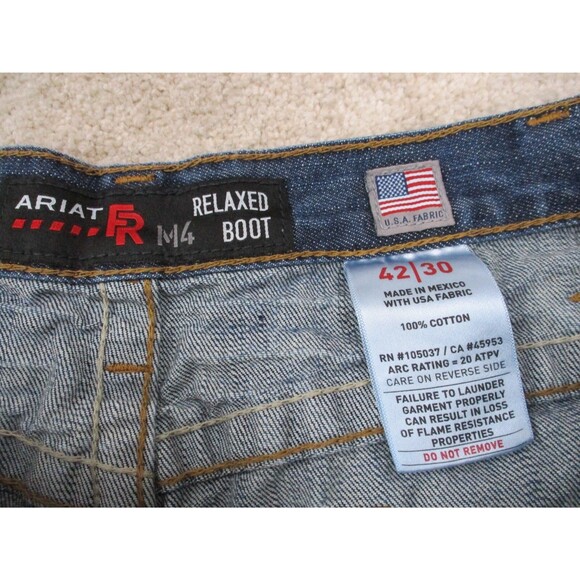 ARIAT FR M4 RELAXED
BOOT
U.S.A. FABRIC
42|30
MADE IN MEXICO
WITH USA FABRIC
100% COTTON
RN #105037 / CA #45953
ARC RATING = 20 ATPV
CARE ON REVERSE SIDE
FAILURE TO LAUNDER
GARMENT PROPERLY
CAN RESULT IN LOSS
OF FLAME RESISTANCE
PROPERTIES
DO NOT REMOVE